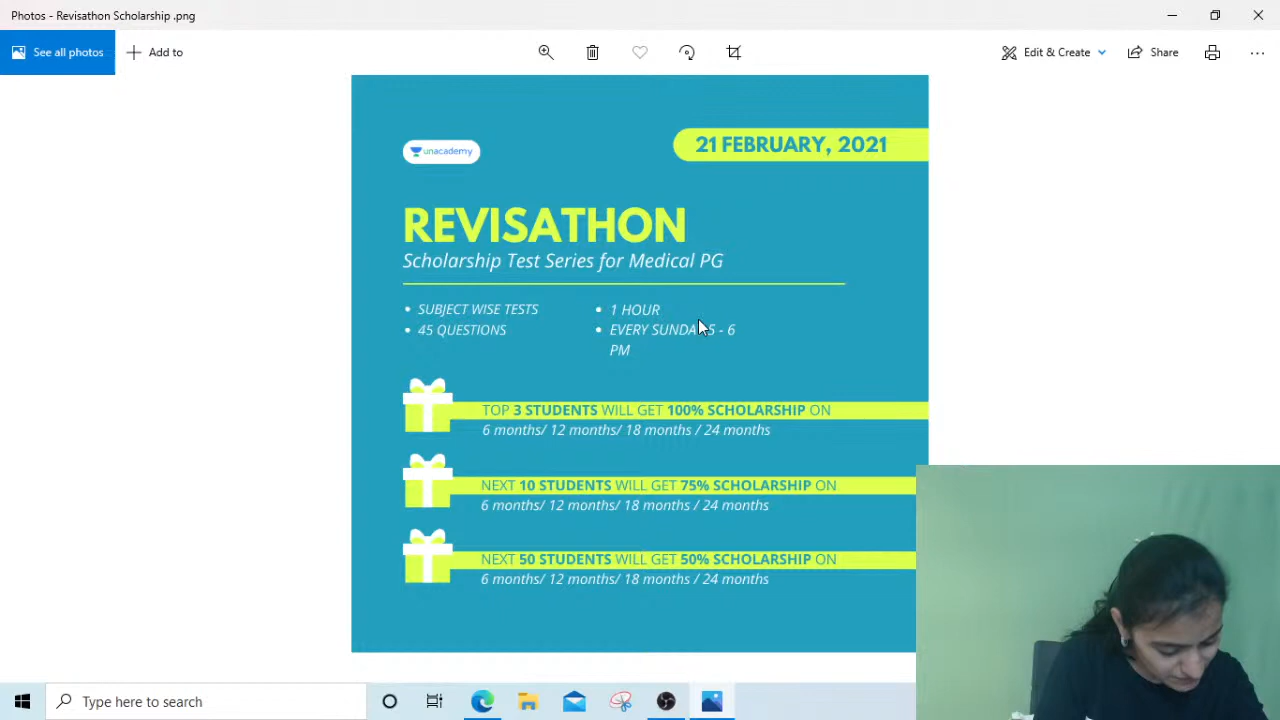 Photos - Revisathon Scholarship .png
See all photos
Add to
Edit & Create
Share
unacademy
21 FEBRUARY, 2021
REVISATHON
Scholarship Test Series for Medical PG
SUBJECT WISE TESTS
45 QUESTIONS
1 HOUR
EVERY SUNDA 5 - 6
PM
TOP 3 STUDENTS WILL GET 100% SCHOLARSHIP ON
6 months/ 12 months/ 18 months / 24 months
NEXT 10 STUDENTS WILL GET 75% SCHOLARSHIP ON
6 months/ 12 months/ 18 months / 24 months
NEXT 50 STUDENTS WILL GET 50% SCHOLARSHIP ON
6 months/ 12 months/ 18 months / 24 months
Type here to search